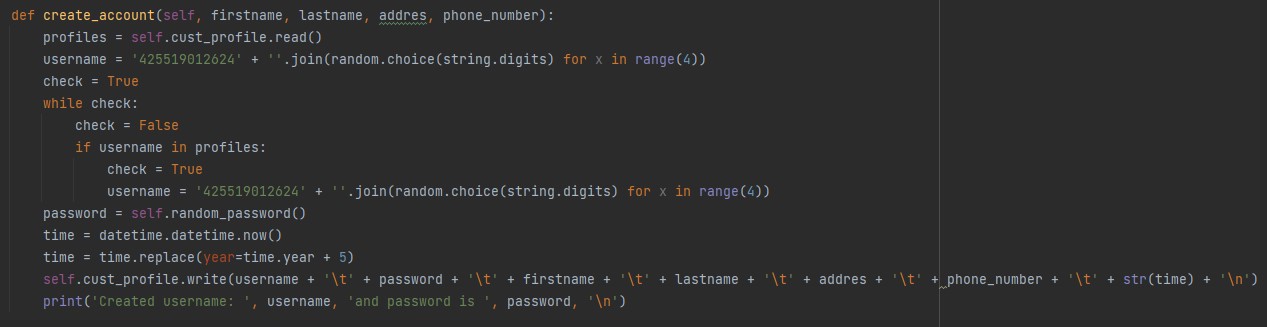 def create_account(self, firstname, lastname, addres, phone_number):
    profiles = self.cust_profile.read()
    username = '425519012624' + ''.join(random.choice(string.digits) for x in range(4))
    check = True
    while check:
        check = False
        if username in profiles:
            check = True
            username = '425519012624' + ''.join(random.choice(string.digits) for x in range(4))
    password = self.random_password()
    time = datetime.datetime.now()
    time = time.replace(year=time.year + 5)
    self.cust_profile.write(username + '\t' + password + '\t' + firstname + '\t' + lastname + '\t' + addres + '\t' + phone_number + '\t' + str(time) + '\n')
    print('Created username: ', username, 'and password is ', password, '\n')